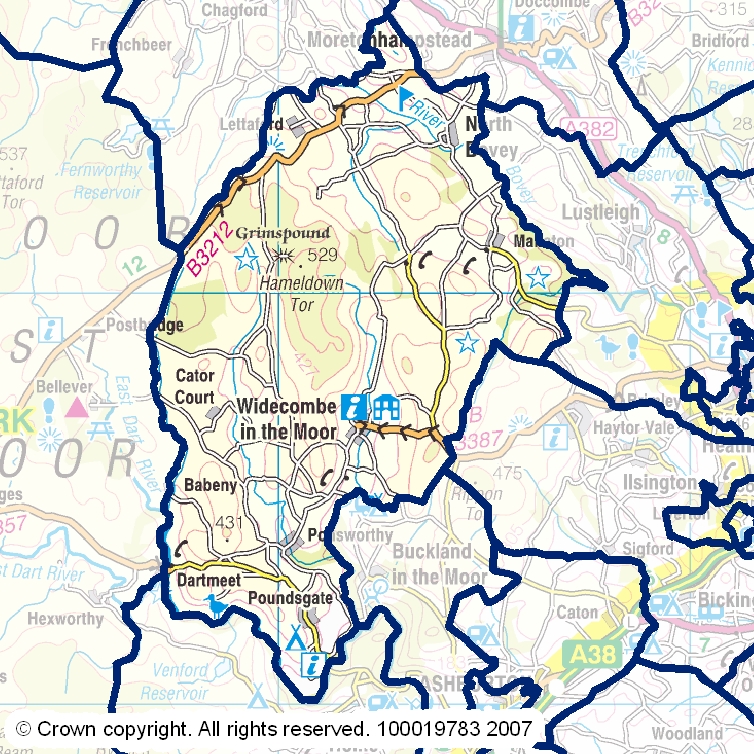 Chagford
Doccombe
B32
315
Frenchbeer
Moretonhampstead
Bridford
Kennic
Reservoirs
River
Lettaford
A382
North
Bovey
28
537
Fernworthy
Reservoir
ttaford
Tor
Trenchford
Reservoir
Bovey
Lustleigh
O O R
B3212
Grimspound
529
Hameldown
Tor
Manaton
12
8
Postbridge
S T
427
Bellever
Cator
Court
East Dart River
Widecombe
in the Moor
B3387
Haytor Vale
Heath
RK
O O R
475
Rippon
Tor
Ilsington
Liverton
Babeny
431
ges
357
Ponsworthy
Sigford
Buckland
in the Moor
st Dart River
Dartmeet
Poundsgate
Bicking
Caton
Hexworthy
7
A38
Venford
Reservoir
ASHBURTON
Woodland
© Crown copyright. All rights reserved. 100019783 2007